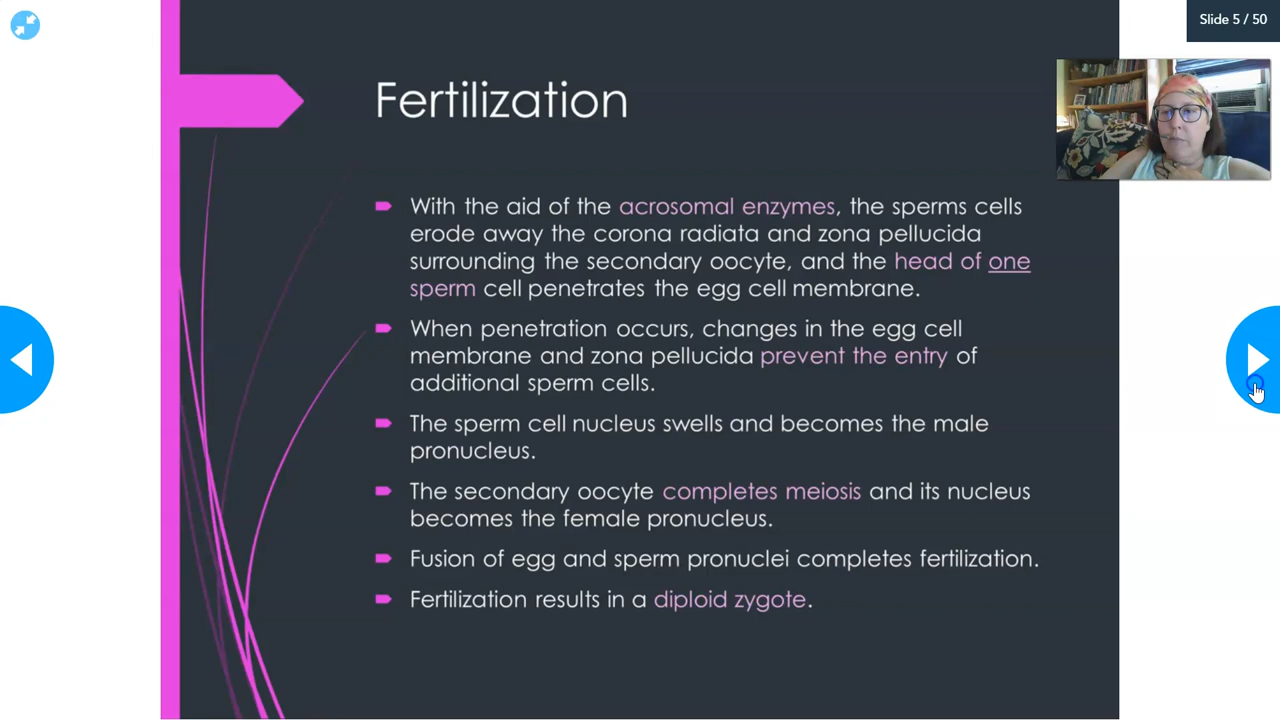 Slide 5 / 50
Fertilization
With the aid of the acrosomal enzymes, the sperms cells
erode away the corona radiata and zona pellucida
surrounding the secondary oocyte, and the head of one
sperm cell penetrates the egg cell membrane.
When penetration occurs, changes in the egg cell
membrane and zona pellucida prevent the entry of
additional sperm cells.
The sperm cell nucleus swells and becomes the male
pronucleus.
The secondary oocyte completes meiosis and its nucleus
becomes the female pronucleus.
Fusion of egg and sperm pronuclei completes fertilization.
Fertilization results in a diploid zygote.